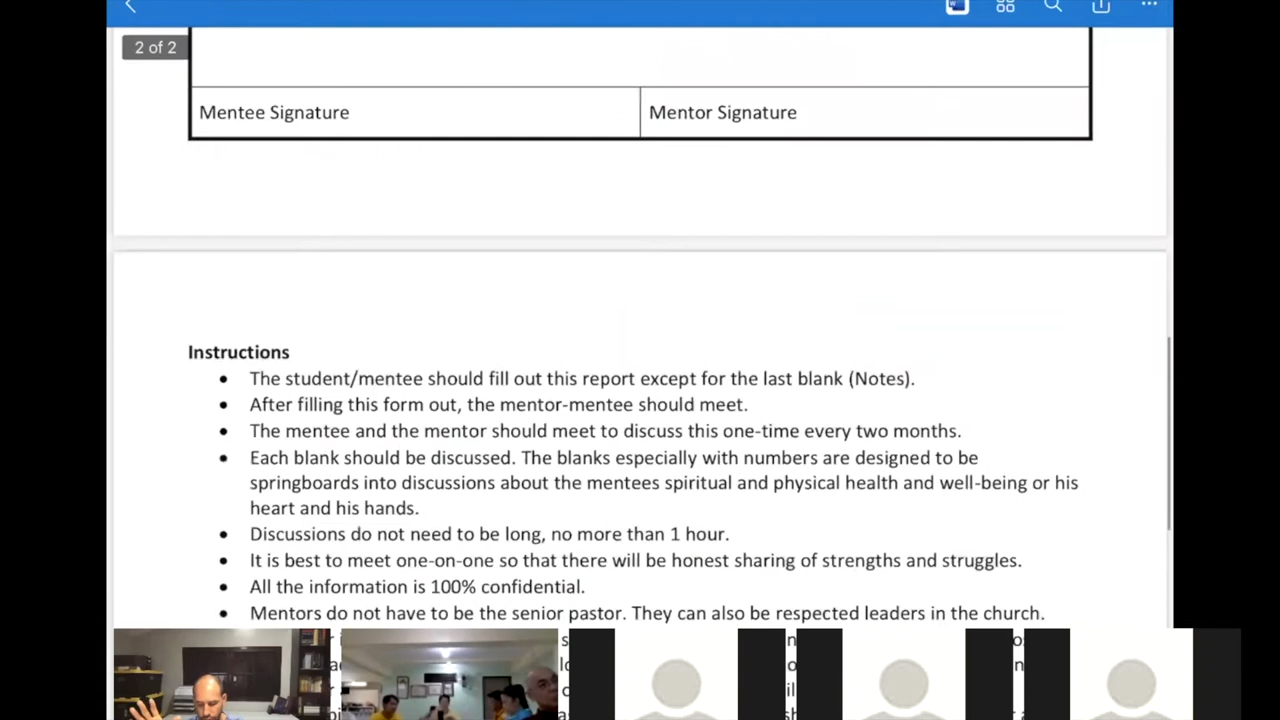 2 of 2
Mentee Signature
Mentor Signature
Instructions
• The student/mentee should fill out this report except for the last blank (Notes).
• After filling this form out, the mentor-mentee should meet.
• The mentee and the mentor should meet to discuss this one-time every two months.
• Each blank should be discussed. The blanks especially with numbers are designed to be
springboards into discussions about the mentees spiritual and physical health and well-being or his
heart and his hands.
• Discussions do not need to be long, no more than 1 hour.
• It is best to meet one-on-one so that there will be honest sharing of strengths and struggles.
• All the information is 100% confidential.
• Mentors do not have to be the senior pastor. They can also be respected leaders in the church.